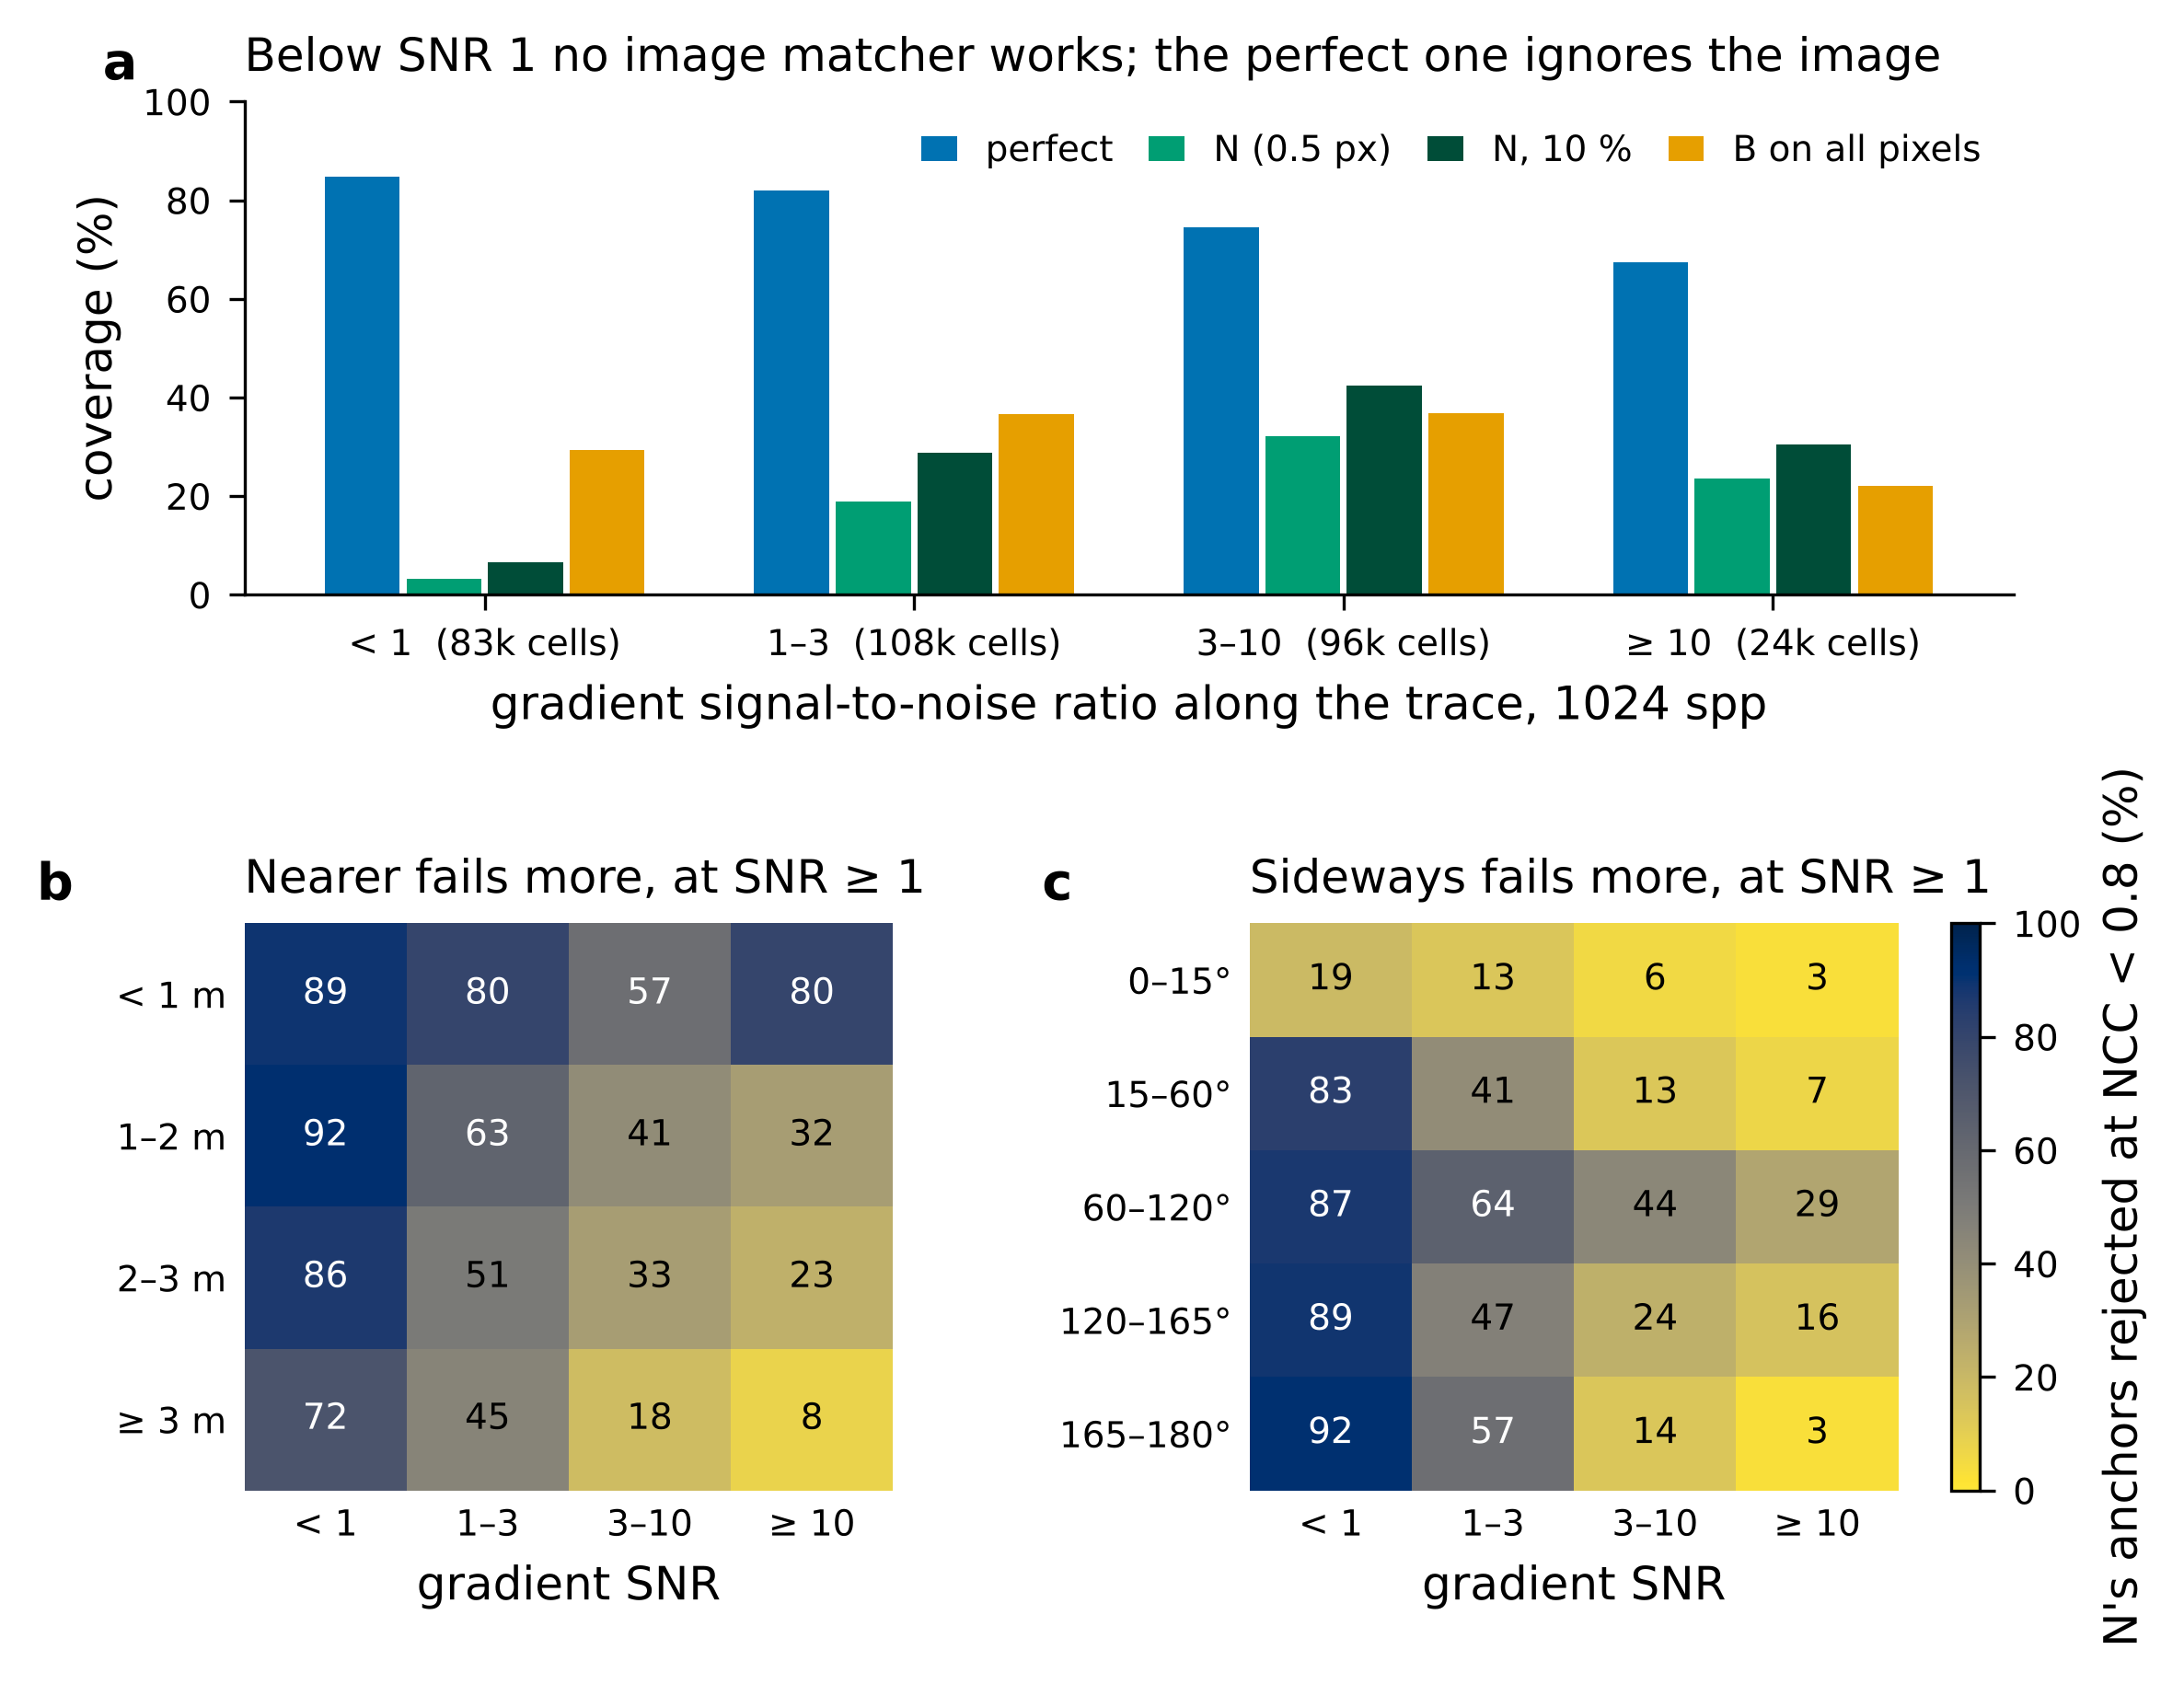 a
Below SNR 1 no image matcher works; the perfect one ignores the image
perfect
N (0.5 px)
N, 10 %
B on all pixels
coverage (%)
100
80
60
40
20
0
< 1 (83k cells)
1–3 (108k cells)
3–10 (96k cells)
≥ 10 (24k cells)
gradient signal-to-noise ratio along the trace, 1024 spp
b
Nearer fails more, at SNR ≥ 1
< 1 m 89 80 57 80
1–2 m 92 63 41 32
2–3 m 86 51 33 23
≥ 3 m 72 45 18 8
< 1 1–3 3–10 ≥ 10
gradient SNR
c
Sideways fails more, at SNR ≥ 1
0–15° 19 13 6 3
15–60° 83 41 13 7
60–120° 87 64 44 29
120–165° 89 47 24 16
165–180° 92 57 14 3
< 1 1–3 3–10 ≥ 10
gradient SNR
100
80
60
40
20
0
N's anchors rejected at NCC < 0.8 (%)